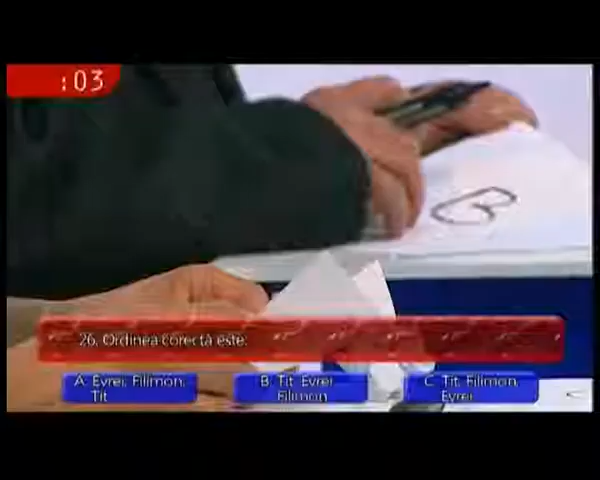 :03
B
26. Ordinea corectă este:
A. Evrei, Filimon,
Tit
B. Tit, Evrei,
Filimon
C. Tit, Filimon,
Evrei